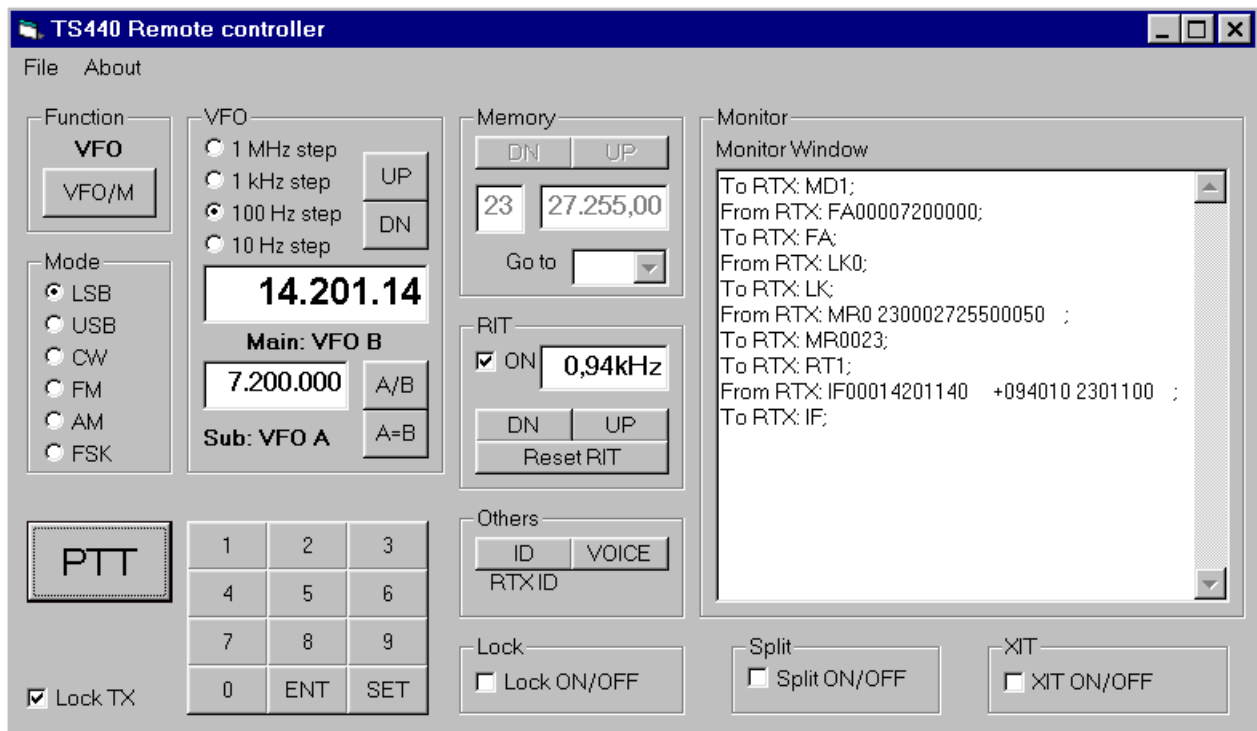 TS440 Remote controller
File About
Function
VFO
VFO/M
Mode
LSB
USB
CW
FM
AM
FSK
VFO
1 MHz step
1 kHz step
100 Hz step
10 Hz step
UP
DN
14.201.14
Main: VFO B
7.200.000
A/B
Sub: VFO A
A=B
Memory
DN UP
23 27.255,00
Go to
RIT
ON 0,94kHz
DN UP
Reset RIT
Others
ID VOICE
RTX ID
Monitor
Monitor Window
To RTX: MD1;
From RTX: FA00007200000;
To RTX: FA;
From RTX: LK0;
To RTX: LK;
From RTX: MR0 230002725500050 ;
To RTX: MR0023;
To RTX: RT1;
From RTX: IF00014201140 +094010 2301100 ;
To RTX: IF;
PTT
Lock TX
1 2 3
4 5 6
7 8 9
0 ENT SET
Lock
Lock ON/OFF
Split
Split ON/OFF
XIT
XIT ON/OFF